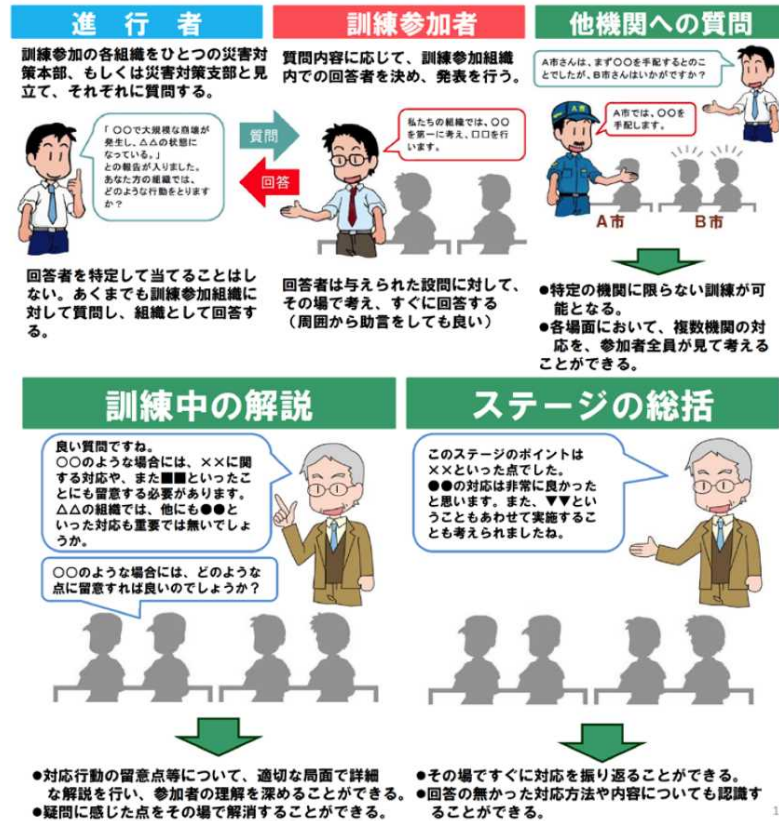 進行者
訓練参加の各組織をひとつの災害対
策本部、もしくは災害対策支部と見
立て、それぞれに質問する。
「 〇〇で大規模な崩壊が
発生し、△△の状態に
なっている。」
との報告が入りました。
あなた方の組織では、
どのような行動をとります
か？
質問
回答
回答者を特定して当てることはし
ない。あくまでも訓練参加組織に
対して質問し、組織として回答す
る。
訓練参加者
質問内容に応じて、訓練参加組織
内での回答者を決め、発表を行う。
私たちの組織では、〇〇
を第一に考え、□□を行
います。
回答者は与えられた設問に対して、
その場で考え、すぐに回答する
（周囲から助言をしても良い）
他機関への質問
A市さんは、まず〇〇を手配するとのこ
とでしたが、B市さんはいかがですか？
A市
A市では、〇〇を
手配します。
A市
B市
●特定の機関に限らない訓練が可
能となる。
●各場面において、複数機関の対
応を、参加者全員が見て考える
ことができる。
訓練中の解説
良い質問ですね。
〇〇のような場合には、××に関
する対応や、また■■といったこ
とにも留意する必要があります。
△△の組織では、他にも●●と
いった対応も重要では無いでしょ
うか。
〇〇のような場合には、どのような
点に留意すれば良いのでしょうか？
●対応行動の留意点等について、適切な局面で詳細
な解説を行い、参加者の理解を深めることができる。
●疑問に感じた点をその場で解消することができる。
ステージの総括
このステージのポイントは
××といった点でした。
●●の対応は非常に良かった
と思います。また、▼▼とい
うこともあわせて実施するこ
とも考えられましたね。
●その場ですぐに対応を振り返ることができる。
●回答の無かった対応方法や内容についても認識す
ることができる。
1